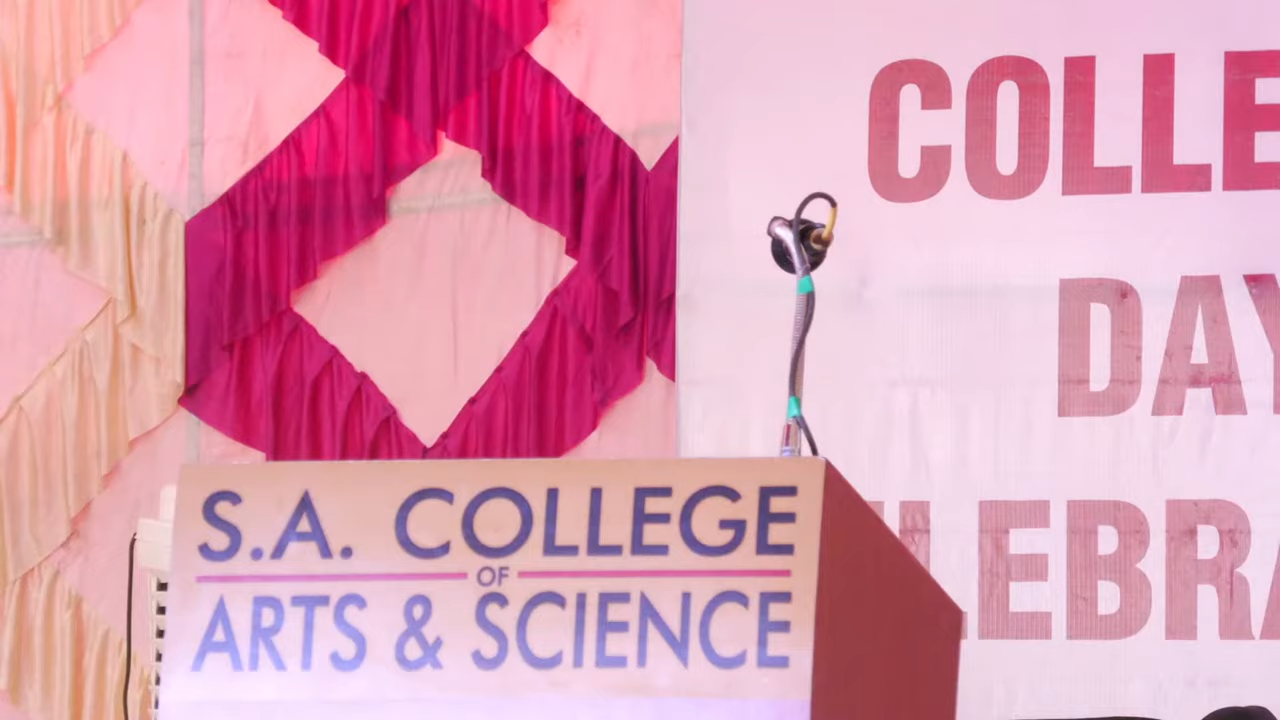 S.A. COLLEGE
OF
ARTS & SCIENCE
COLLE
DAY
LEBRA